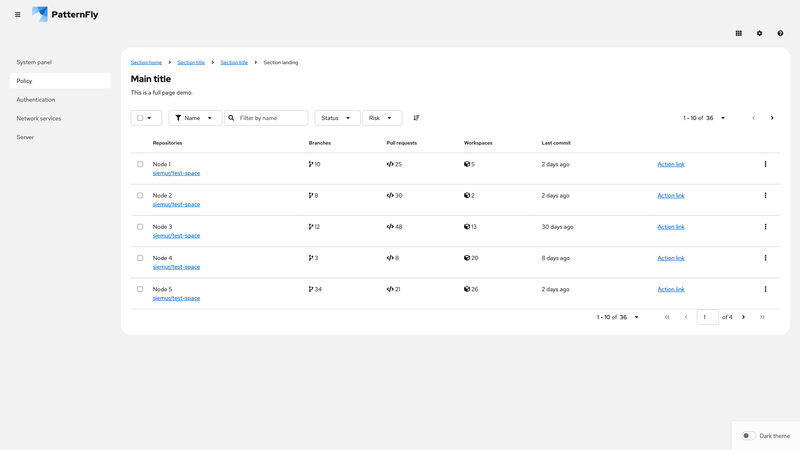 PatternFly
System panel
Policy
Authentication
Network services
Server
Section home Section title Section title Section landing
Main title
This is a full page demo.
Name Filter by name Status Risk 1 - 10 of 36
Repositories Branches Pull requests Workspaces Last commit
Node 1 10 25 5 2 days ago Action link
siemur/test-space
Node 2 8 30 2 2 days ago Action link
siemur/test-space
Node 3 12 48 13 30 days ago Action link
siemur/test-space
Node 4 3 8 20 8 days ago Action link
siemur/test-space
Node 5 34 21 26 2 days ago Action link
siemur/test-space
1 - 10 of 36 1 of 4
Dark theme